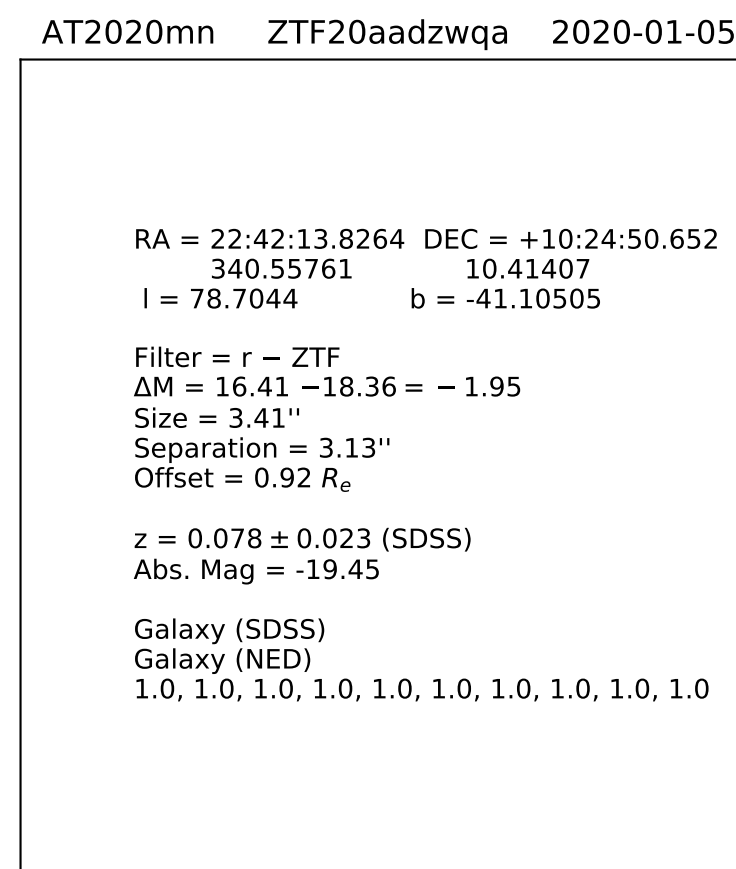 AT2020mn ZTF20aadzwqa 2020-01-05
RA = 22:42:13.8264 DEC = +10:24:50.652
340.55761 10.41407
l = 78.7044 b = -41.10505
Filter = r − ZTF
ΔM = 16.41 −18.36 = − 1.95
Size = 3.41''
Separation = 3.13''
Offset = 0.92 Rₑ
z = 0.078 ± 0.023 (SDSS)
Abs. Mag = -19.45
Galaxy (SDSS)
Galaxy (NED)
1.0, 1.0, 1.0, 1.0, 1.0, 1.0, 1.0, 1.0, 1.0, 1.0